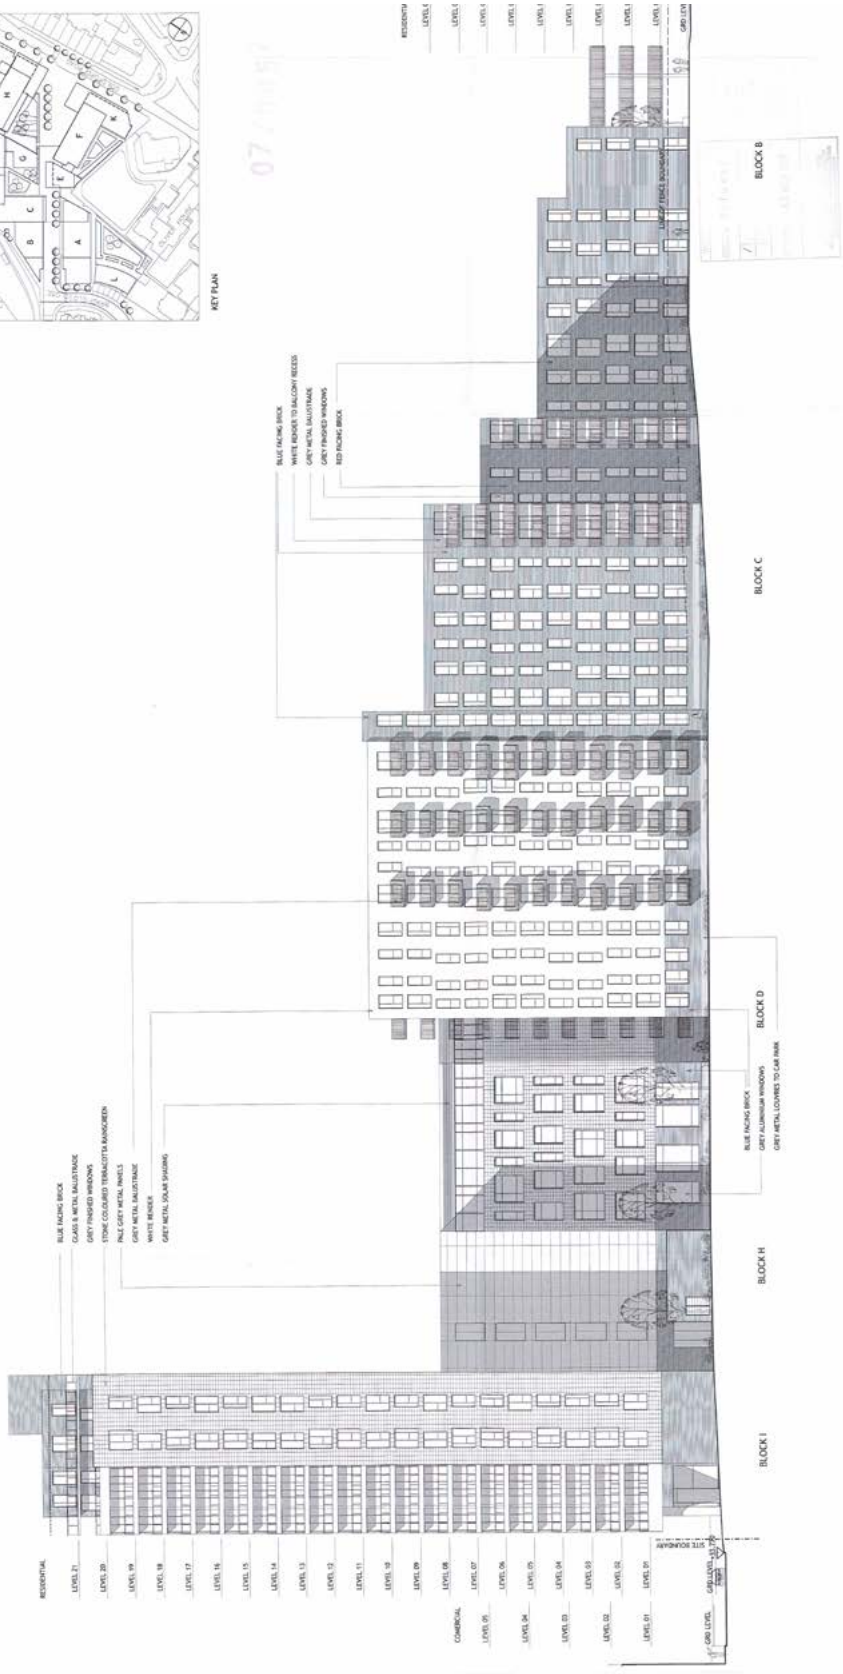 KEY PLAN
H
G
F
K
E
C
B
A
L
BLUE FACING BRICK
WHITE RENDER TO BALCONY RECESS
GREY METAL BALUSTRADE
GREY FINISHED WINDOWS
RED FACING BRICK
BLUE FACING BRICK
GLASS & METAL BALUSTRADE
GREY FINISHED WINDOWS
STONE COLOURED TERRACOTTA RAINSCREEN
PALE GREY METAL PANELS
GREY METAL BALUSTRADE
WHITE RENDER
GREY METAL SOLAR SHADING
RESIDENTIAL
LEVEL 21
LEVEL 20
LEVEL 19
LEVEL 18
LEVEL 17
LEVEL 16
LEVEL 15
LEVEL 14
LEVEL 13
LEVEL 12
LEVEL 11
LEVEL 10
LEVEL 09
LEVEL 08
LEVEL 07
LEVEL 06
LEVEL 05
LEVEL 04
LEVEL 03
LEVEL 02
LEVEL 01
GRD LEVEL
COMERCIAL
LEVEL 05
LEVEL 04
LEVEL 03
LEVEL 02
LEVEL 01
GRD LEVEL
SITE BOUNDARY
LINE OF FENCE BOUNDARY
BLUE FACING BRICK
GREY ALUMINIUM WINDOWS
GREY METAL LOUVRES TO CAR PARK
BLOCK I
BLOCK H
BLOCK D
BLOCK C
BLOCK B